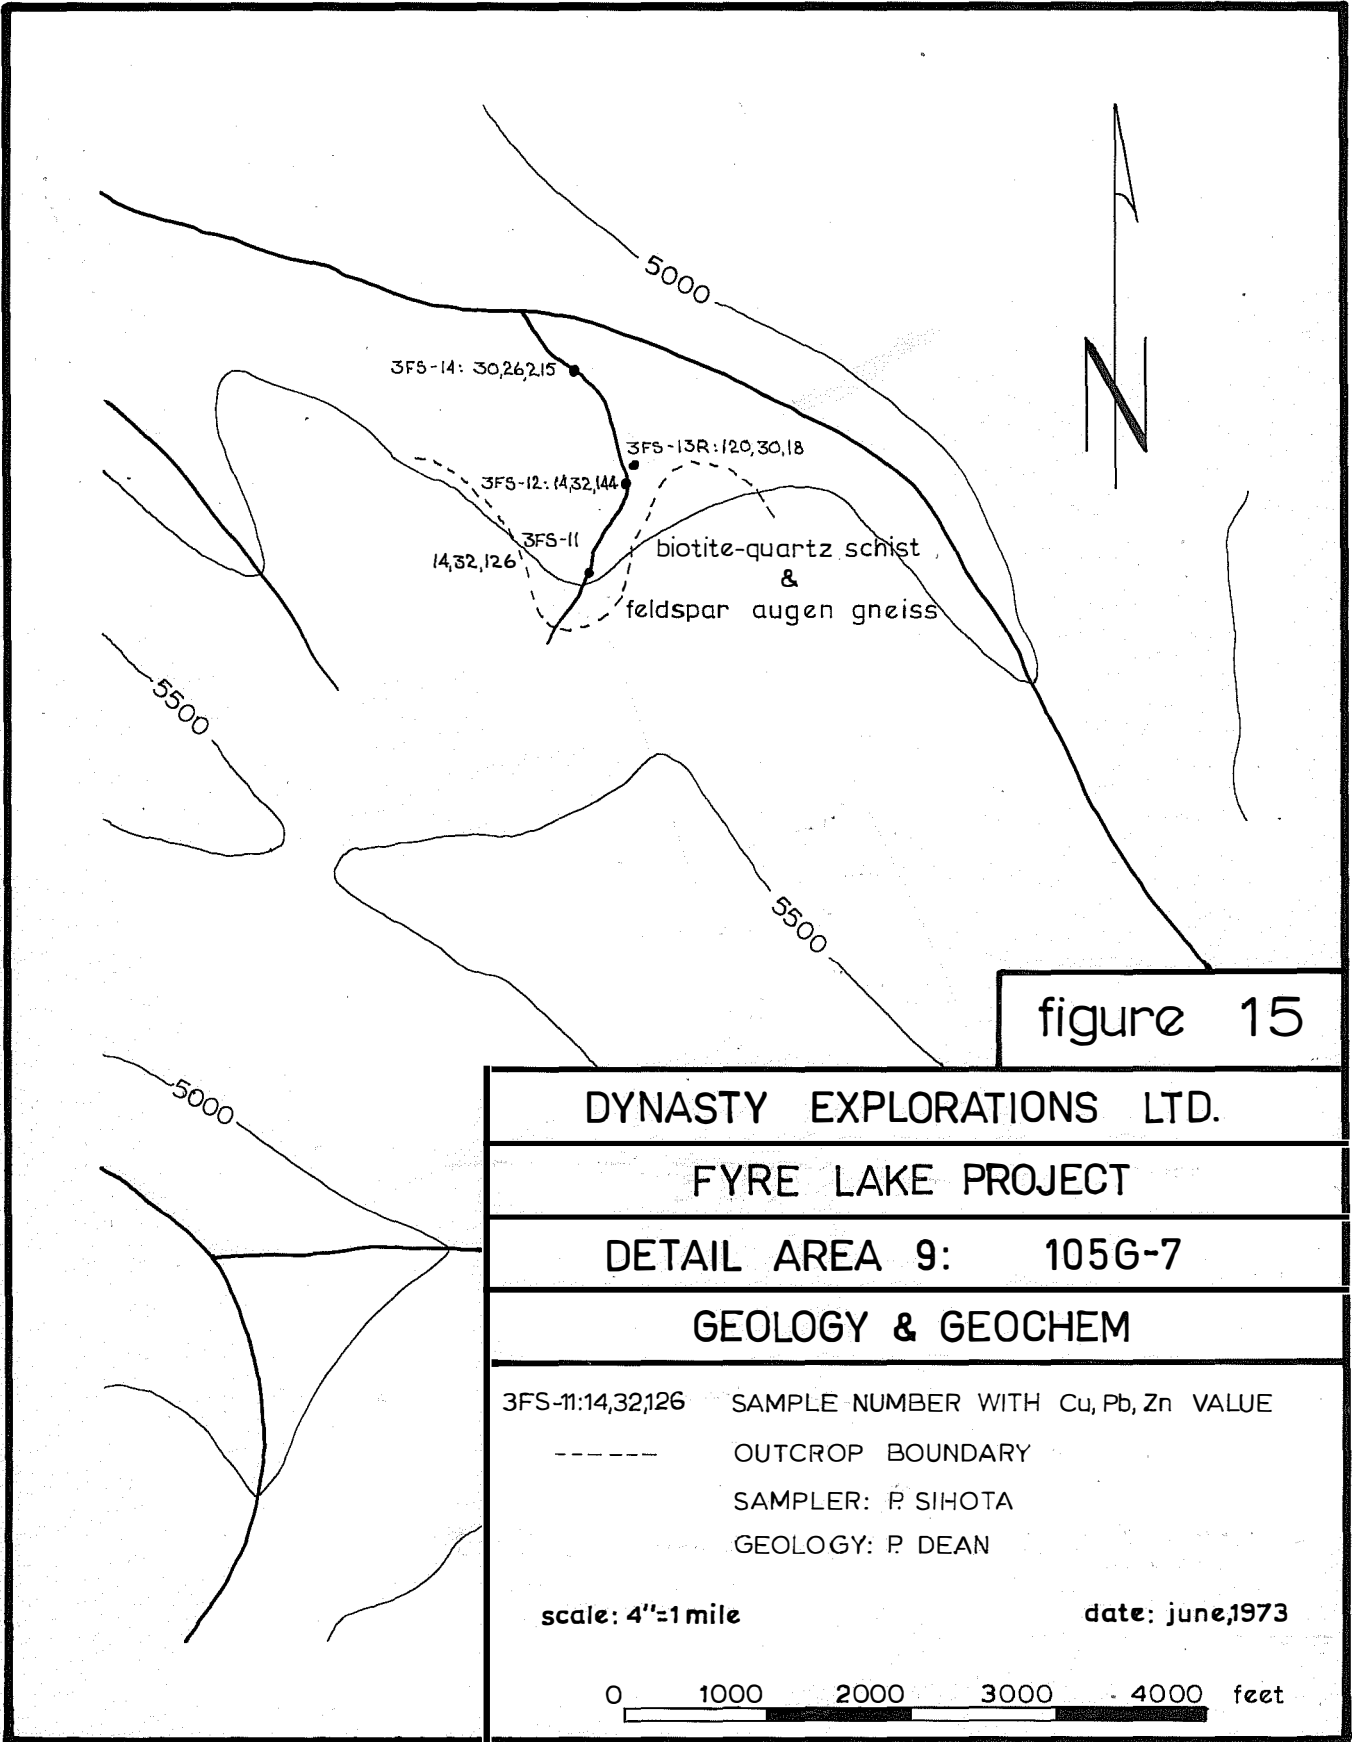 5000
3FS-14: 30,26,215
3FS-13R:120,30,18
3FS-12:14,32,144
3FS-11
14,32,126
biotite-quartz schist
&
feldspar augen gneiss
N
5500
5500
5000
figure 15
DYNASTY EXPLORATIONS LTD.
FYRE LAKE PROJECT
DETAIL AREA 9: 105G-7
GEOLOGY & GEOCHEM
3FS-11:14,32,126 SAMPLE NUMBER WITH Cu, Pb, Zn VALUE
OUTCROP BOUNDARY
SAMPLER: P. SIHOTA
GEOLOGY: P. DEAN
scale: 4"=1 mile date: june,1973
0 1000 2000 3000 4000 feet